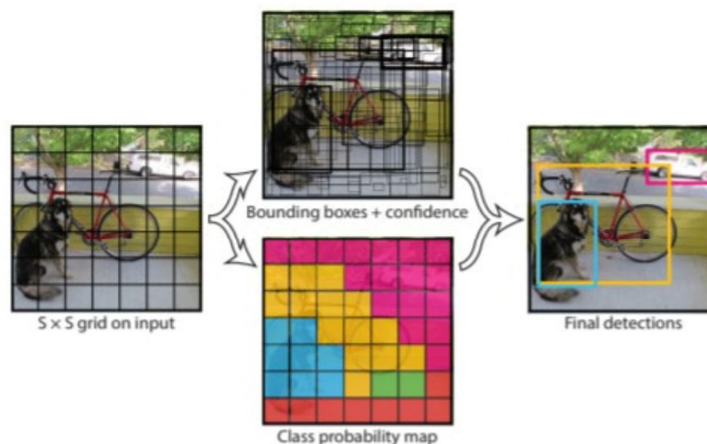 S × S grid on input
Bounding boxes + confidence
Class probability map
Final detections